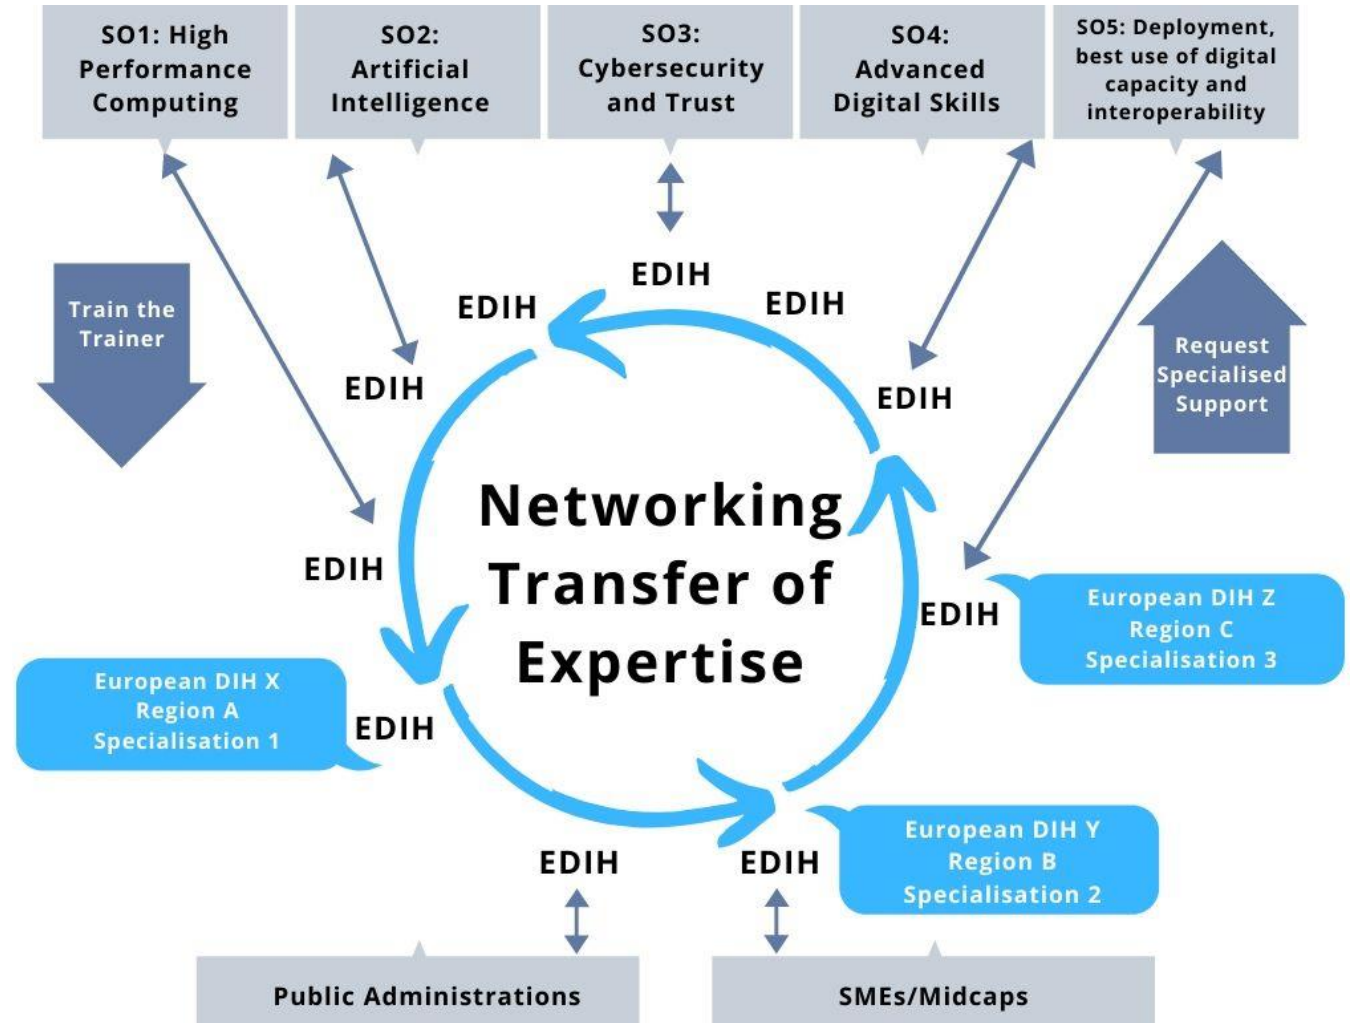 SO1: High
Performance
Computing
SO2:
Artificial
Intelligence
SO3:
Cybersecurity
and Trust
SO4:
Advanced
Digital Skills
SO5: Deployment,
best use of digital
capacity and
interoperability
Train the
Trainer
Request
Specialised
Support
EDIH
EDIH
EDIH
EDIH
EDIH
EDIH
EDIH
EDIH
EDIH
EDIH
Networking
Transfer of
Expertise
European DIH X
Region A
Specialisation 1
European DIH Z
Region C
Specialisation 3
European DIH Y
Region B
Specialisation 2
Public Administrations
SMEs/Midcaps